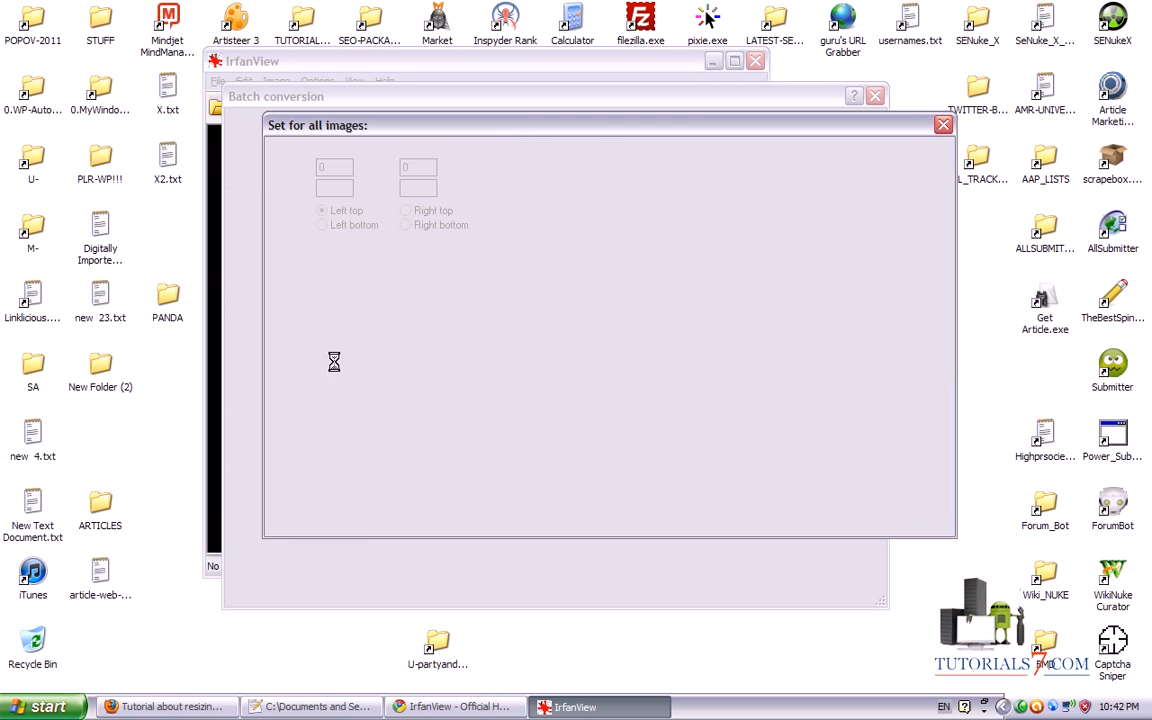 POPOV-2011
STUFF
Mindjet
MindMana...
Artisteer 3
TUTORIAL...
SEO-PACKA...
Market
Inspyder Rank
Calculator
filezilla.exe
pixie.exe
LATEST-SE...
guru's URL
Grabber
usernames.txt
SENuke_X
SeNuke_X_...
SENukeX
IrfanView
File Edit Image Options View Help
Batch conversion
Set for all images:
0
0
Left top
Right top
Left bottom
Right bottom
0.WP-Auto...
0.MyWindo...
X.txt
TWITTER-B...
AMR-UNIVE...
Article
Marketi...
U-
PLR-WP!!!
X2.txt
L_TRACK...
AAP_LISTS
scrapebox....
M-
Digitally
Importe...
ALLSUBMIT...
AllSubmitter
Linklicious....
new 23.txt
PANDA
Get
Article.exe
TheBestSpin...
SA
New Folder (2)
Submitter
new 4.txt
Highprsocie...
Power_Sub...
New Text
Document.txt
ARTICLES
Forum_Bot
ForumBot
No
iTunes
article-web-...
Wiki_NUKE
WikiNuke
Curator
Recycle Bin
U-partyand...
TUTORIALS7.COM
Captcha
Sniper
start
Tutorial about resizin...
C:\Documents and Se...
IrfanView - Official H...
IrfanView
EN
10:42 PM